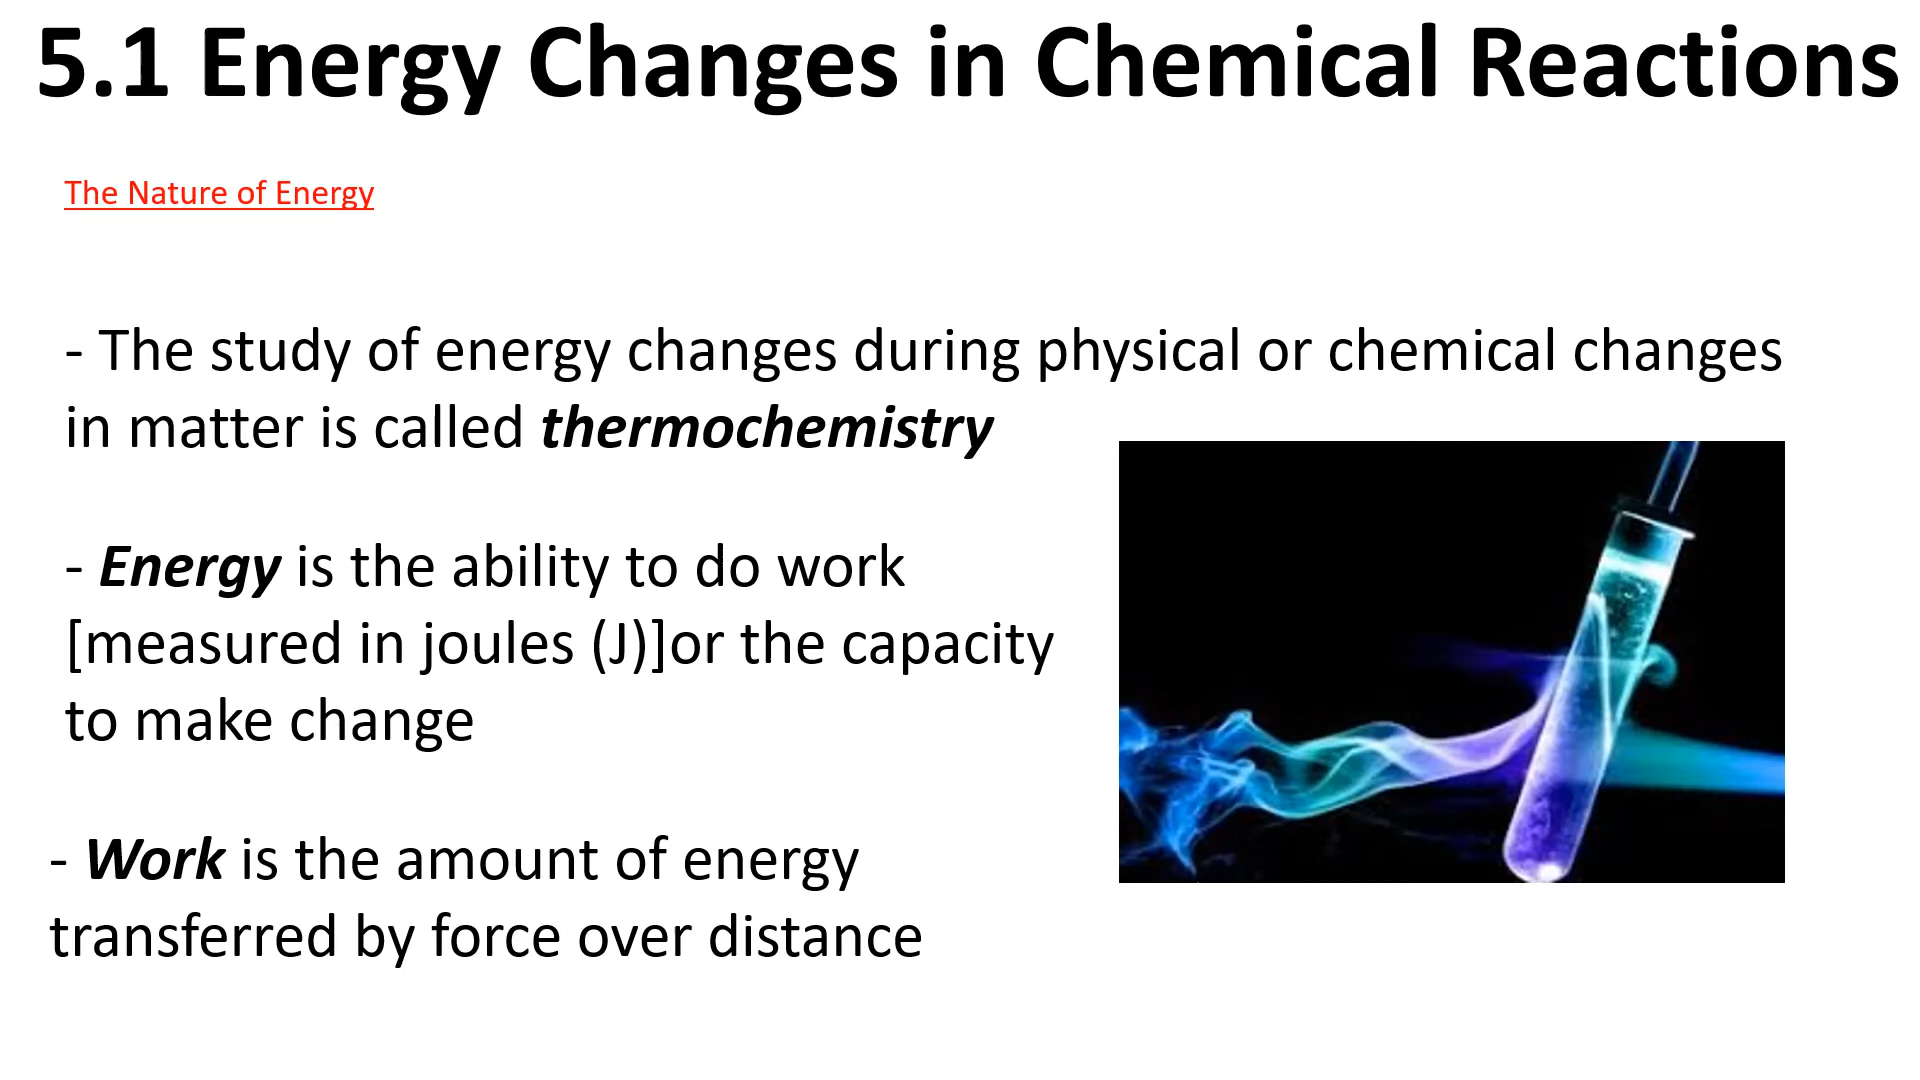 5.1 Energy Changes in Chemical Reactions
The Nature of Energy
- The study of energy changes during physical or chemical changes
in matter is called thermochemistry
- Energy is the ability to do work
[measured in joules (J)]or the capacity
to make change
- Work is the amount of energy
transferred by force over distance